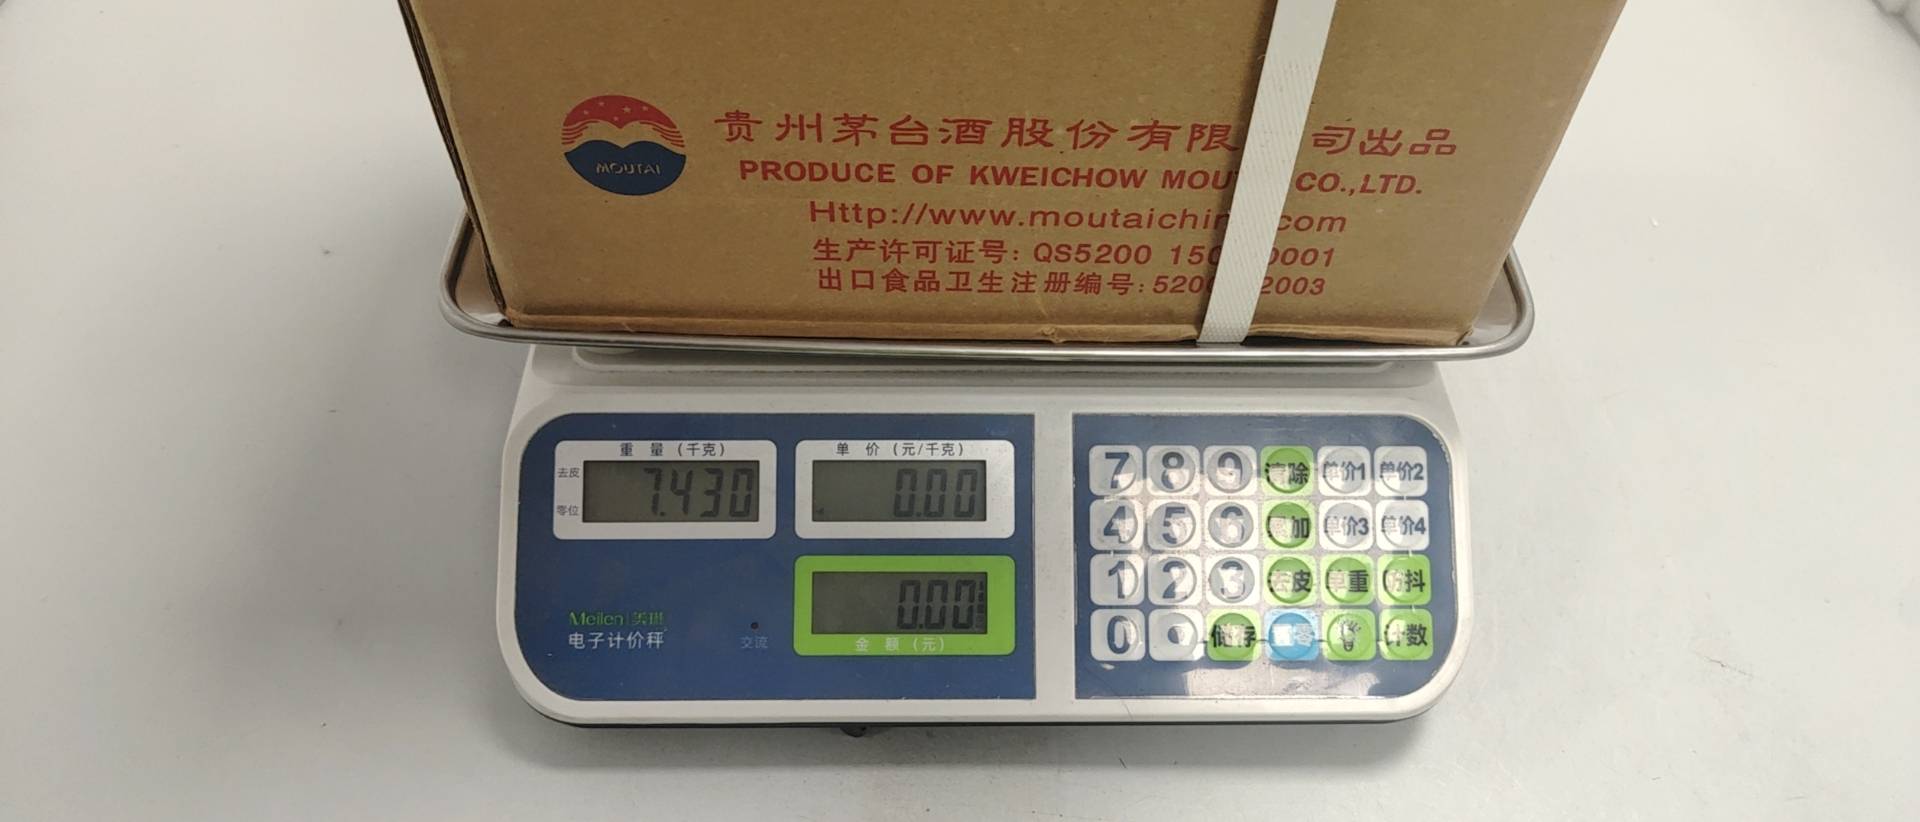 MOUTAI
贵州茅台酒股份有限 司出品
PRODUCE OF KWEICHOW MOU CO.,LTD.
Http://www.moutaichin com
生产许可证号: QS5200 150 0001
出口食品卫生注册编号: 520 2003
重 量 (千克)
去皮
零位
7.430
单 价 (元/千克)
0.00
0.00
金 额 (元)
Meilen 美琳
电子计价秤
交流
7 8 9 清除 单价1 单价2
4 5 6 累加 单价3 单价4
1 2 3 去皮 单重 防抖
0 . 储存 置零 计数